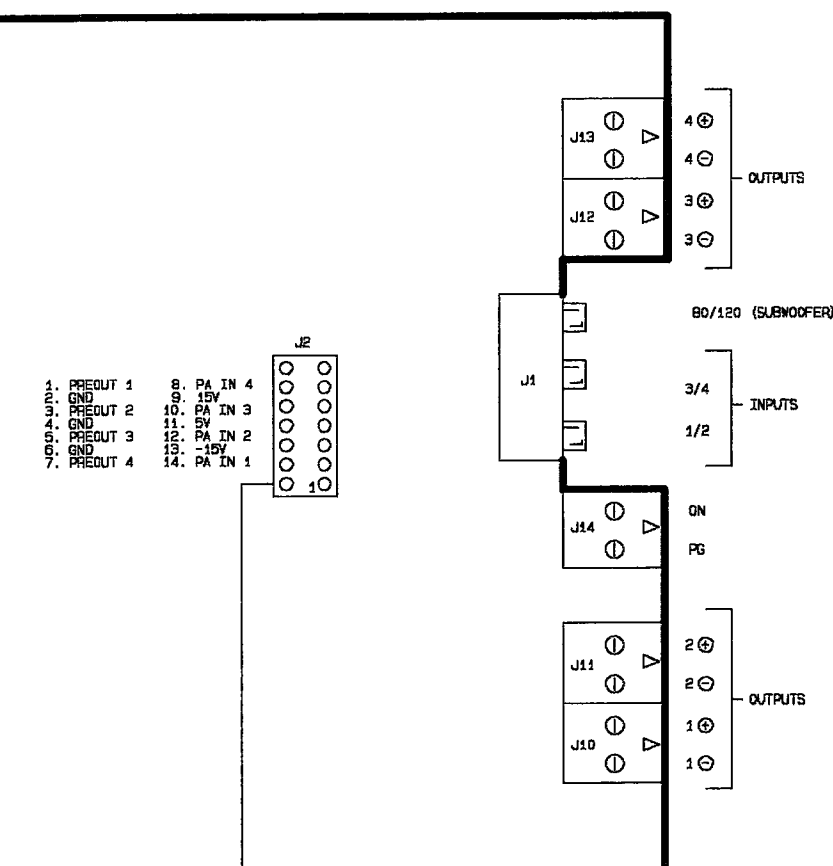 J13
4 ⊕
4 ⊖
OUTPUTS
J12
3 ⊕
3 ⊖
80/120 (SUBWOOFER)
J2
1. PREOUT 1
2. GND
3. PREOUT 2
4. GND
5. PREOUT 3
6. GND
7. PREOUT 4
8. PA IN 4
9. 15V
10. PA IN 3
11. 5V
12. PA IN 2
13. -15V
14. PA IN 1
1
J1
3/4
INPUTS
1/2
J14
ON
PG
J11
2 ⊕
2 ⊖
OUTPUTS
J10
1 ⊕
1 ⊖